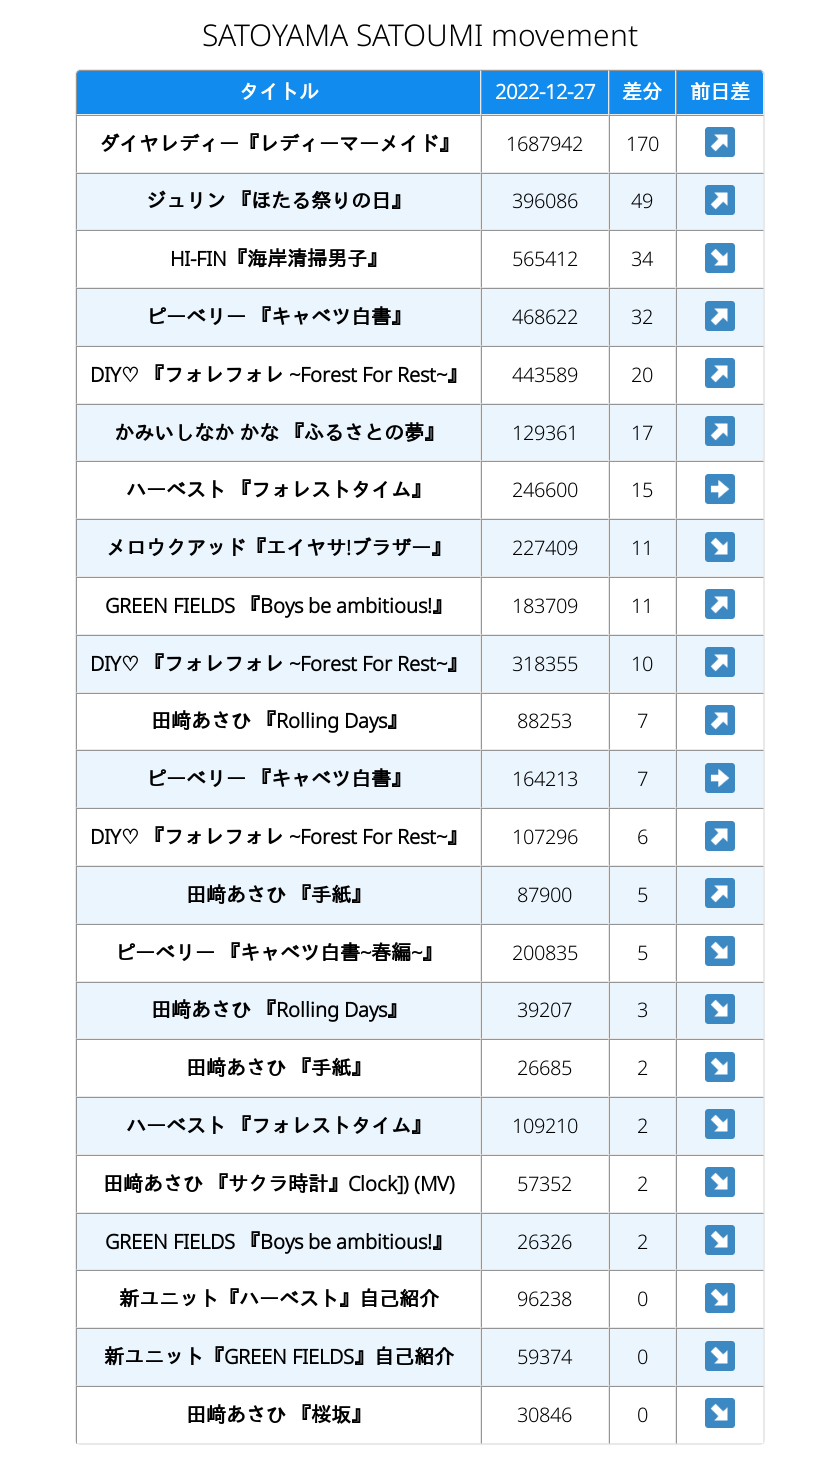 SATOYAMA SATOUMI movement
タイトル 2022-12-27 差分 前日差
ダイヤレディー『レディーマーメイド』 1687942 170
ジュリン 『ほたる祭りの日』 396086 49
HI-FIN『海岸清掃男子』 565412 34
ピーベリー 『キャベツ白書』 468622 32
DIY♡ 『フォレフォレ ~Forest For Rest~』 443589 20
かみいしなか かな 『ふるさとの夢』 129361 17
ハーベスト 『フォレストタイム』 246600 15
メロウクアッド『エイヤサ!ブラザー』 227409 11
GREEN FIELDS 『Boys be ambitious!』 183709 11
DIY♡ 『フォレフォレ ~Forest For Rest~』 318355 10
田﨑あさひ 『Rolling Days』 88253 7
ピーベリー 『キャベツ白書』 164213 7
DIY♡ 『フォレフォレ ~Forest For Rest~』 107296 6
田﨑あさひ 『手紙』 87900 5
ピーベリー 『キャベツ白書~春編~』 200835 5
田﨑あさひ 『Rolling Days』 39207 3
田﨑あさひ 『手紙』 26685 2
ハーベスト 『フォレストタイム』 109210 2
田﨑あさひ 『サクラ時計』Clock]) (MV) 57352 2
GREEN FIELDS 『Boys be ambitious!』 26326 2
新ユニット『ハーベスト』自己紹介 96238 0
新ユニット『GREEN FIELDS』自己紹介 59374 0
田﨑あさひ 『桜坂』 30846 0